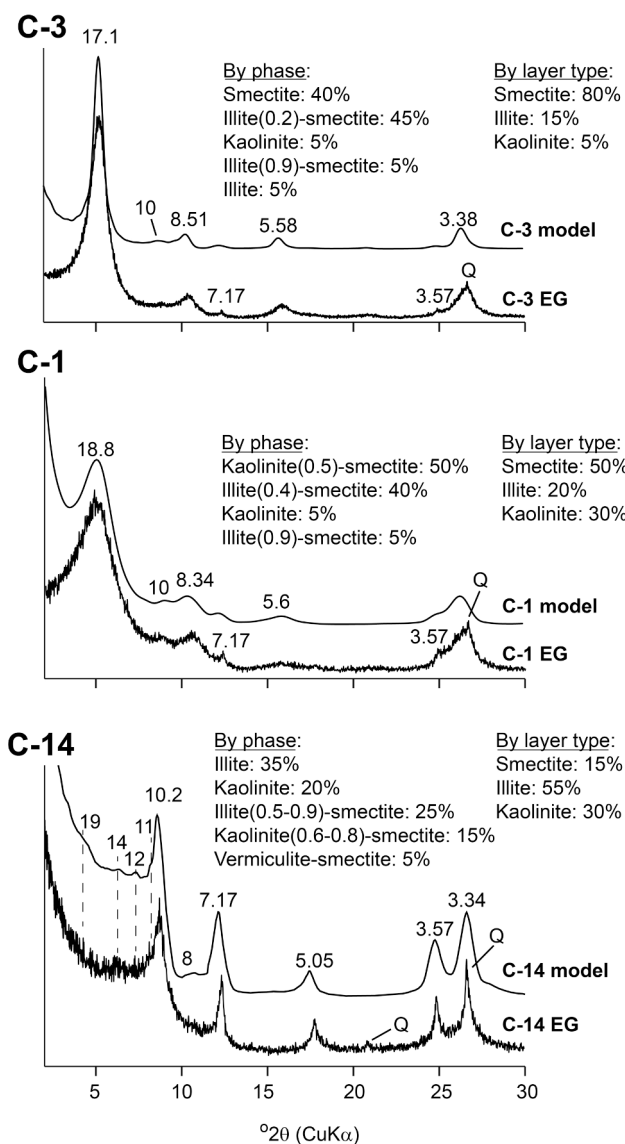 C-3
17.1
By phase:
Smectite: 40%
Illite(0.2)-smectite: 45%
Kaolinite: 5%
Illite(0.9)-smectite: 5%
Illite: 5%
By layer type:
Smectite: 80%
Illite: 15%
Kaolinite: 5%
10
8.51
5.58
3.38
C-3 model
Q
7.17
3.57
C-3 EG
C-1
18.8
By phase:
Kaolinite(0.5)-smectite: 50%
Illite(0.4)-smectite: 40%
Kaolinite: 5%
Illite(0.9)-smectite: 5%
By layer type:
Smectite: 50%
Illite: 20%
Kaolinite: 30%
10
8.34
5.6
Q
C-1 model
7.17
3.57
C-1 EG
C-14
By phase:
Illite: 35%
Kaolinite: 20%
Illite(0.5-0.9)-smectite: 25%
Kaolinite(0.6-0.8)-smectite: 15%
Vermiculite-smectite: 5%
By layer type:
Smectite: 15%
Illite: 55%
Kaolinite: 30%
10.2
19
14
12
11
7.17
8
5.05
3.57
3.34
Q
C-14 model
Q
C-14 EG
5 10 15 20 25 30
°2θ (CuKα)